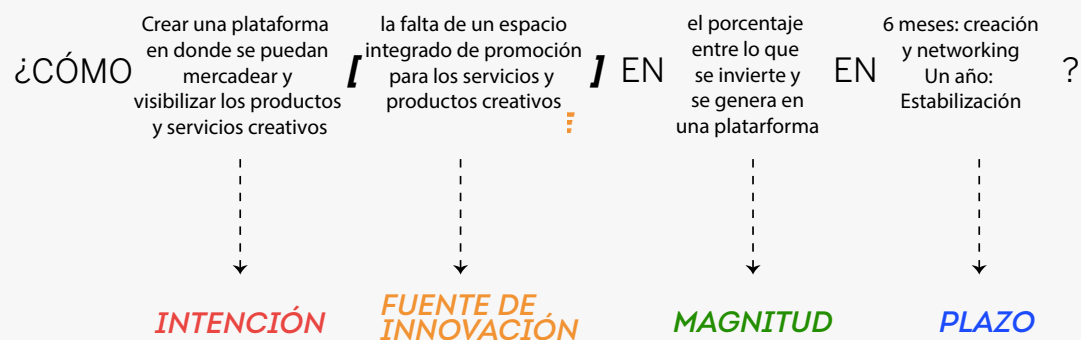 ¿CÓMO
Crear una plataforma
en donde se puedan
mercadear y
visibilizar los productos
y servicios creativos
[
la falta de un espacio
integrado de promoción
para los servicios y
productos creativos
]
EN
el porcentaje
entre lo que
se invierte y
se genera en
una platarforma
EN
6 meses: creación
y networking
Un año:
Estabilización
?
INTENCIÓN
FUENTE DE
INNOVACIÓN
MAGNITUD
PLAZO